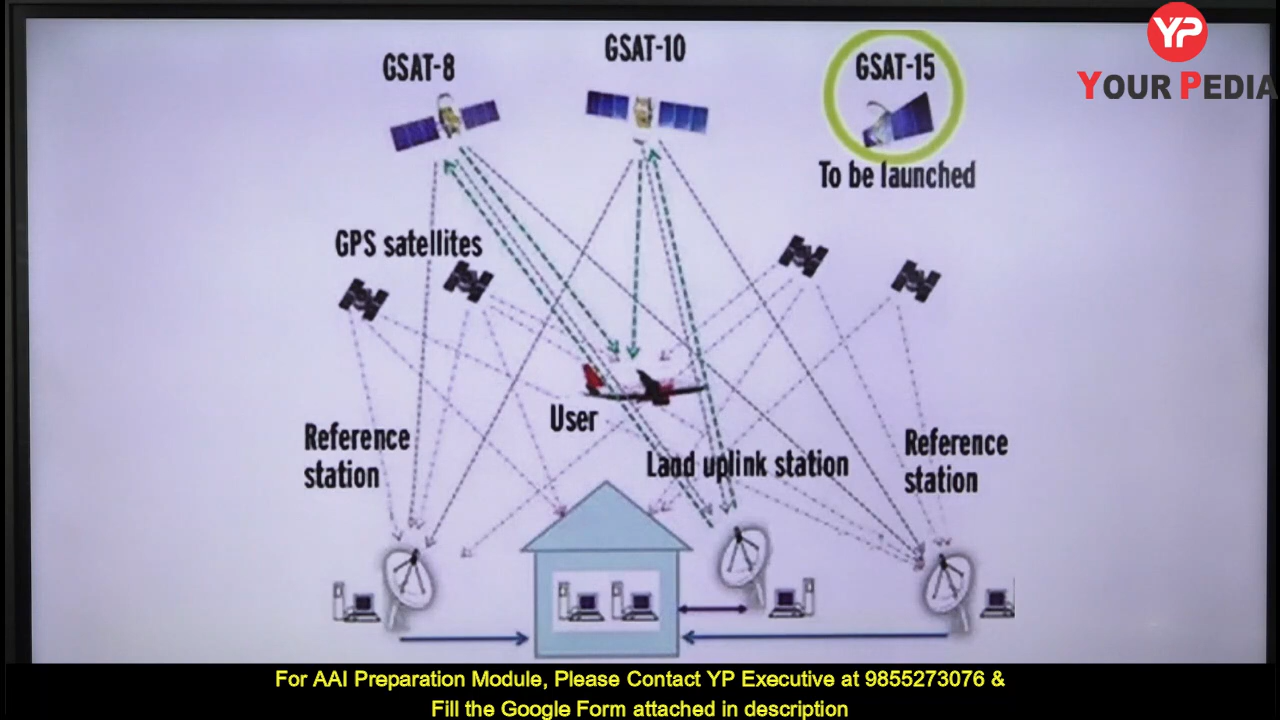 GSAT-8
GSAT-10
GSAT-15
YP
YOUR PEDIA
To be launched
GPS satellites
User
Reference
station
Land uplink station
Reference
station
For AAI Preparation Module, Please Contact YP Executive at 9855273076 &
Fill the Google Form attached in description